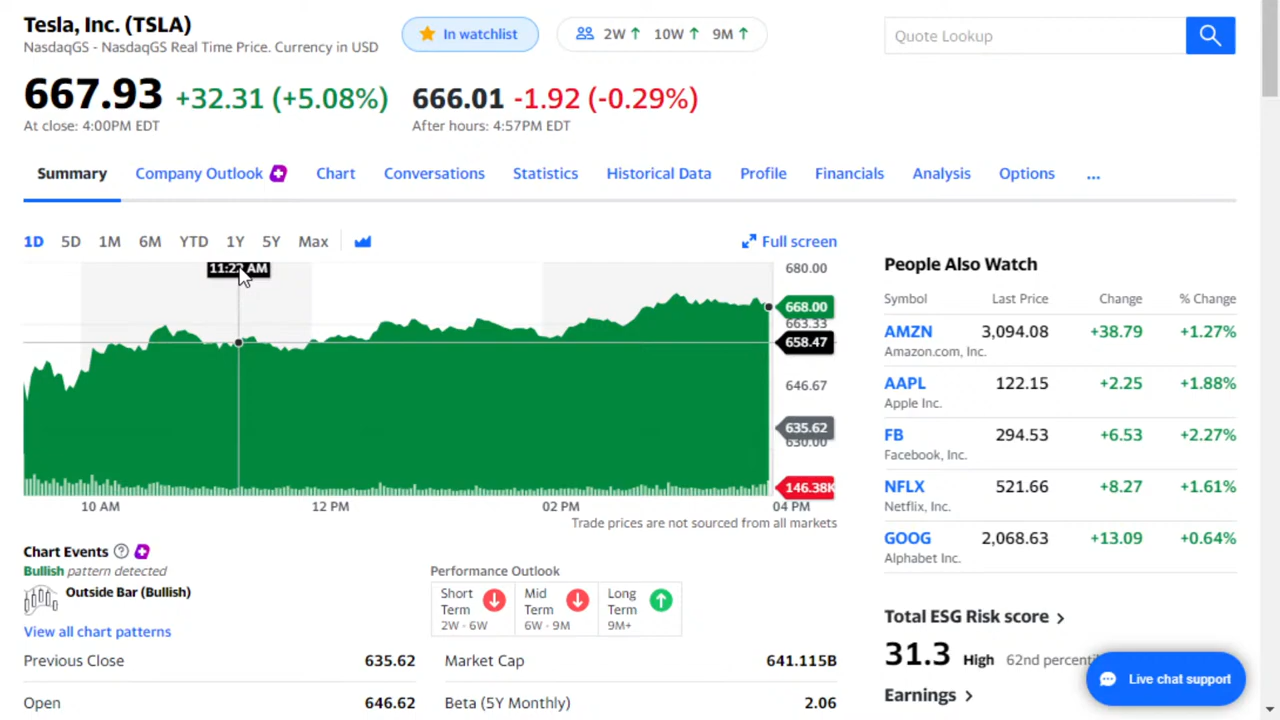 Tesla, Inc. (TSLA)
NasdaqGS - NasdaqGS Real Time Price. Currency in USD
In watchlist
2W 10W 9M
Quote Lookup
667.93 +32.31 (+5.08%)
At close: 4:00PM EDT
666.01 -1.92 (-0.29%)
After hours: 4:57PM EDT
Summary Company Outlook Chart Conversations Statistics Historical Data Profile Financials Analysis Options ...
1D 5D 1M 6M YTD 1Y 5Y Max
Full screen
AM
680.00
668.00
663.33
658.47
646.67
635.62
630.00
146.38K
10 AM 12 PM 02 PM 04 PM
Trade prices are not sourced from all markets
People Also Watch
Symbol Last Price Change % Change
AMZN 3,094.08 +38.79 +1.27%
Amazon.com, Inc.
AAPL 122.15 +2.25 +1.88%
Apple Inc.
FB 294.53 +6.53 +2.27%
Facebook, Inc.
NFLX 521.66 +8.27 +1.61%
Netflix, Inc.
GOOG 2,068.63 +13.09 +0.64%
Alphabet Inc.
Chart Events
Bullish pattern detected
Outside Bar (Bullish)
View all chart patterns
Performance Outlook
Short Term
2W - 6W
Mid Term
6W - 9M
Long Term
9M+
Previous Close 635.62
Open 646.62
Market Cap 641.115B
Beta (5Y Monthly) 2.06
Total ESG Risk score
31.3 High 62nd
Earnings
Live chat support